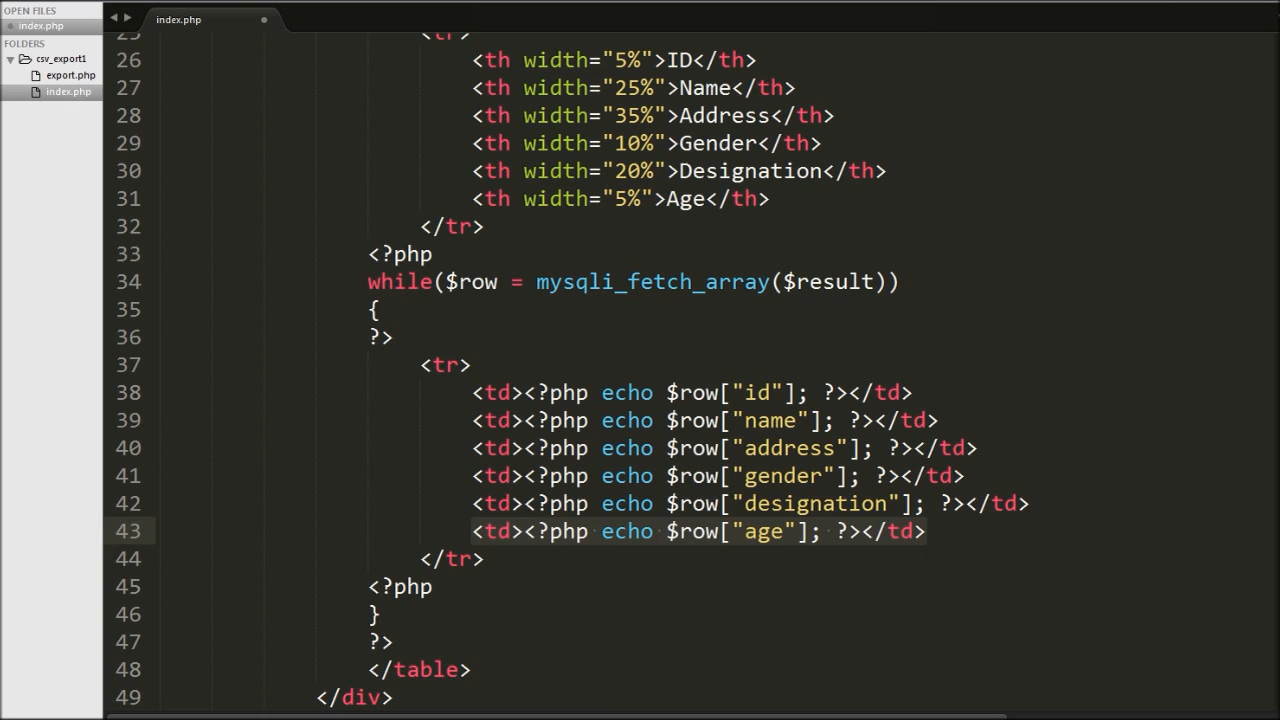 OPEN FILES
index.php
FOLDERS
csv_export1
export.php
index.php
index.php
25 <tr>
26 <th width="5%">ID</th>
27 <th width="25%">Name</th>
28 <th width="35%">Address</th>
29 <th width="10%">Gender</th>
30 <th width="20%">Designation</th>
31 <th width="5%">Age</th>
32 </tr>
33 <?php
34 while($row = mysqli_fetch_array($result))
35 {
36 ?>
37 <tr>
38 <td><?php echo $row["id"]; ?></td>
39 <td><?php echo $row["name"]; ?></td>
40 <td><?php echo $row["address"]; ?></td>
41 <td><?php echo $row["gender"]; ?></td>
42 <td><?php echo $row["designation"]; ?></td>
43 <td><?php echo $row["age"]; ?></td>
44 </tr>
45 <?php
46 }
47 ?>
48 </table>
49 </div>